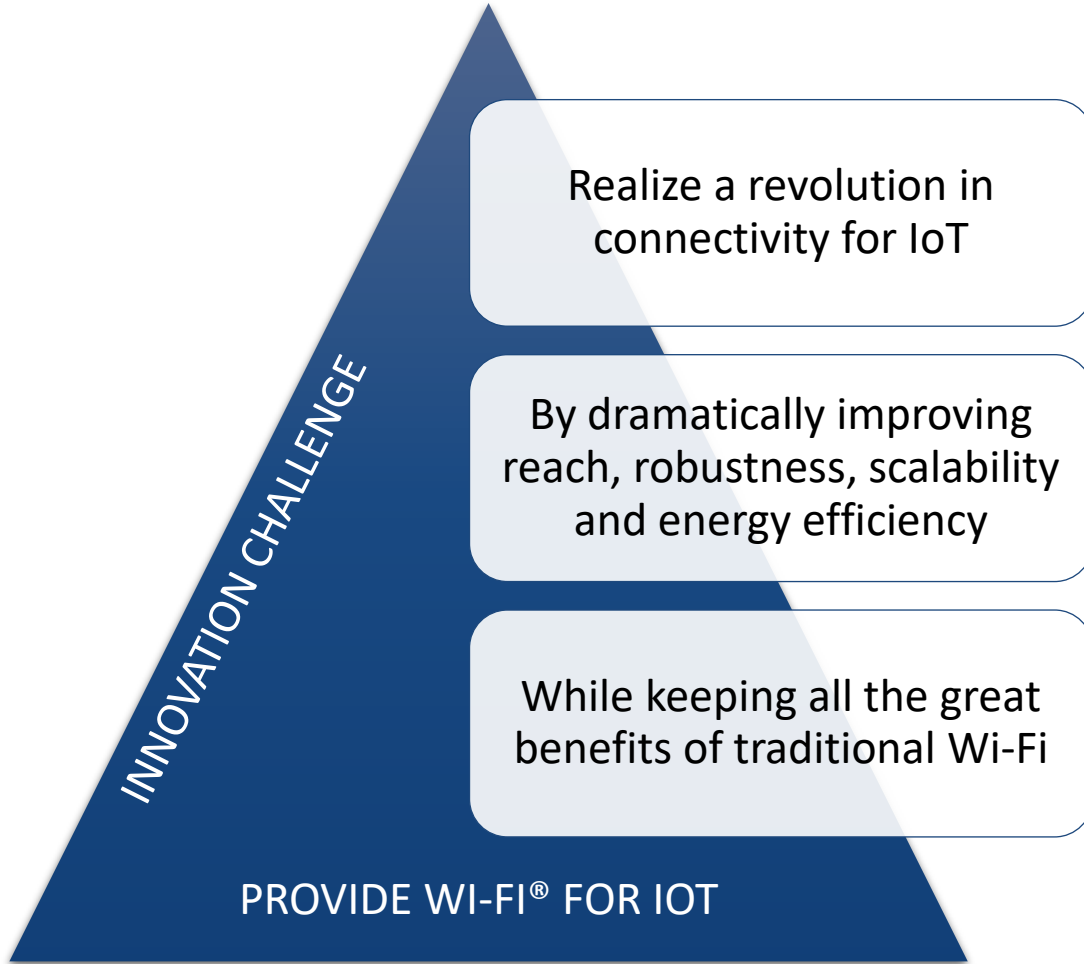 Realize a revolution in
connectivity for IoT
By dramatically improving
reach, robustness, scalability
and energy efficiency
While keeping all the great
benefits of traditional Wi-Fi
INNOVATION CHALLENGE
PROVIDE WI-FI® FOR IOT